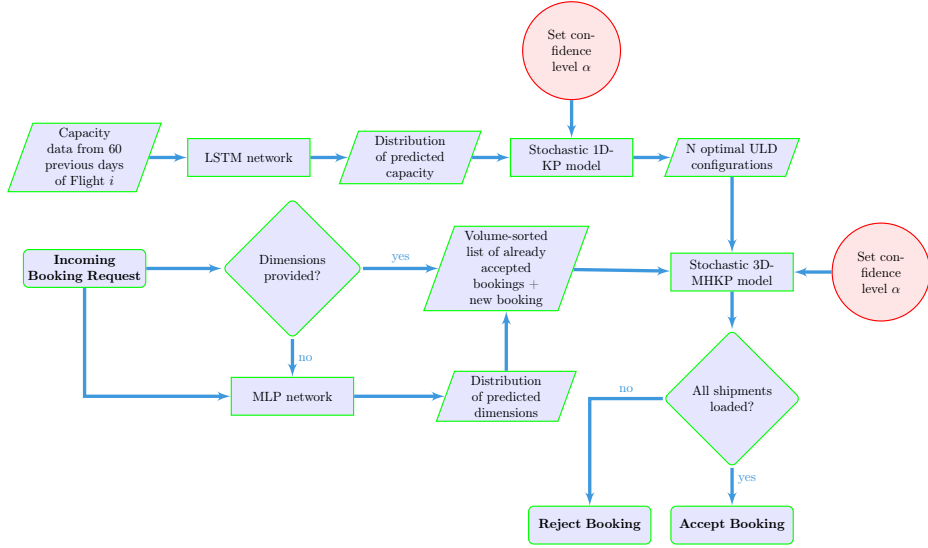 Set con-
fidence
level α
Capacity
data from 60
previous days
of Flight i
LSTM network
Distribution
of predicted
capacity
Stochastic 1D-
KP model
N optimal ULD
configurations
Incoming
Booking Request
Dimensions
provided?
yes
Volume-sorted
list of already
accepted
bookings +
new booking
Stochastic 3D-
MHKP model
Set con-
fidence
level α
no
MLP network
Distribution
of predicted
dimensions
All shipments
loaded?
no
yes
Reject Booking
Accept Booking